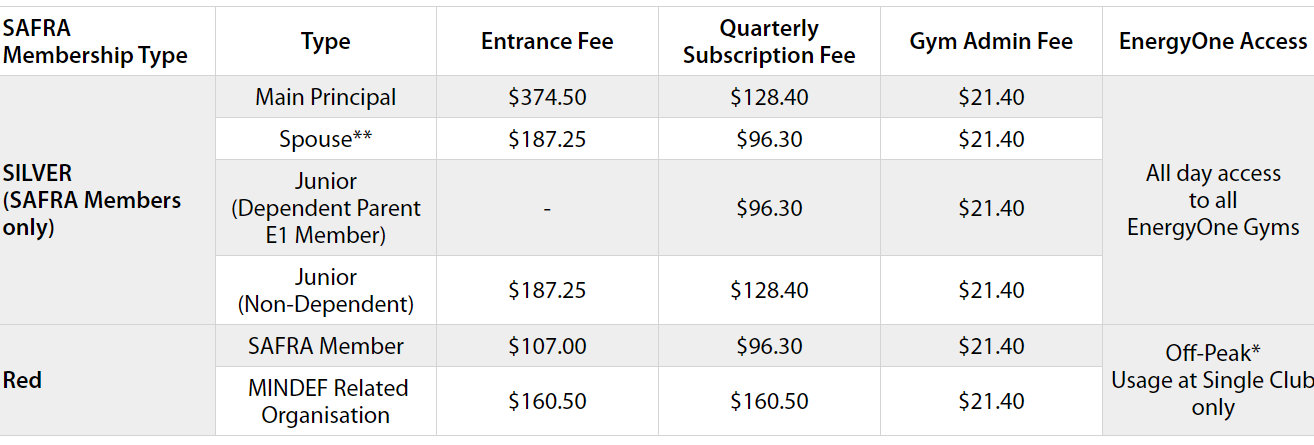 SAFRA
Membership Type
Type
Entrance Fee
Quarterly
Subscription Fee
Gym Admin Fee
EnergyOne Access
SILVER
(SAFRA Members
only)
Main Principal
$374.50
$128.40
$21.40
All day access
to all
EnergyOne Gyms
Spouse**
$187.25
$96.30
$21.40
Junior
(Dependent Parent
E1 Member)
-
$96.30
$21.40
Junior
(Non-Dependent)
$187.25
$128.40
$21.40
Red
SAFRA Member
$107.00
$96.30
$21.40
Off-Peak*
Usage at Single Club
only
MINDEF Related
Organisation
$160.50
$160.50
$21.40